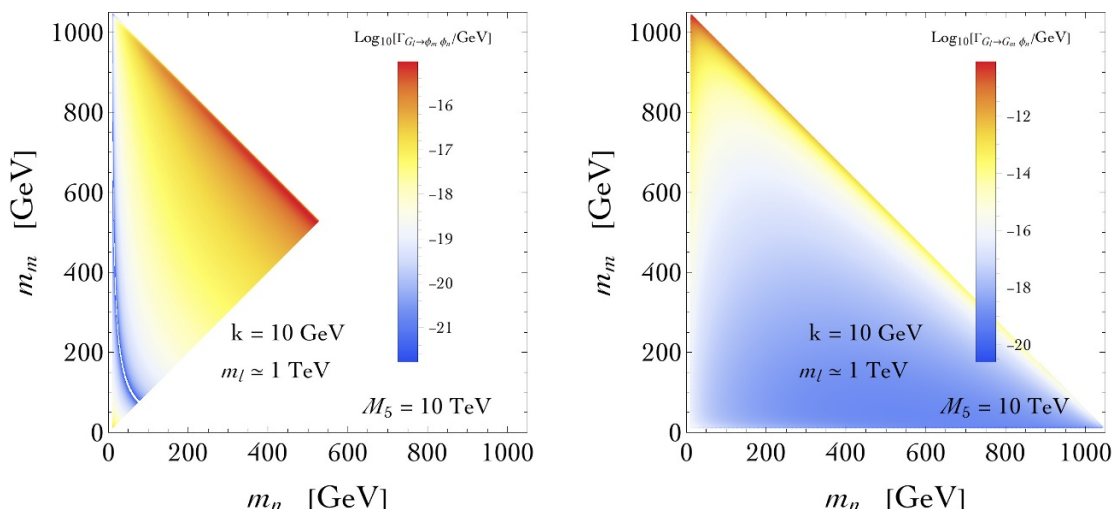 Log10[Γ_{G_l→ϕ_m ϕ_n}/GeV]
1000
800
600
400
200
0
m_m [GeV]
−16
−17
−18
−19
−20
−21
k = 10 GeV
m_l ≃ 1 TeV
M_5 = 10 TeV
0 200 400 600 800 1000
m_n [GeV]
Log10[Γ_{G_l→G_m ϕ_n}/GeV]
1000
800
600
400
200
0
m_m [GeV]
−12
−14
−16
−18
−20
k = 10 GeV
m_l ≃ 1 TeV
M_5 = 10 TeV
0 200 400 600 800 1000
m_n [GeV]